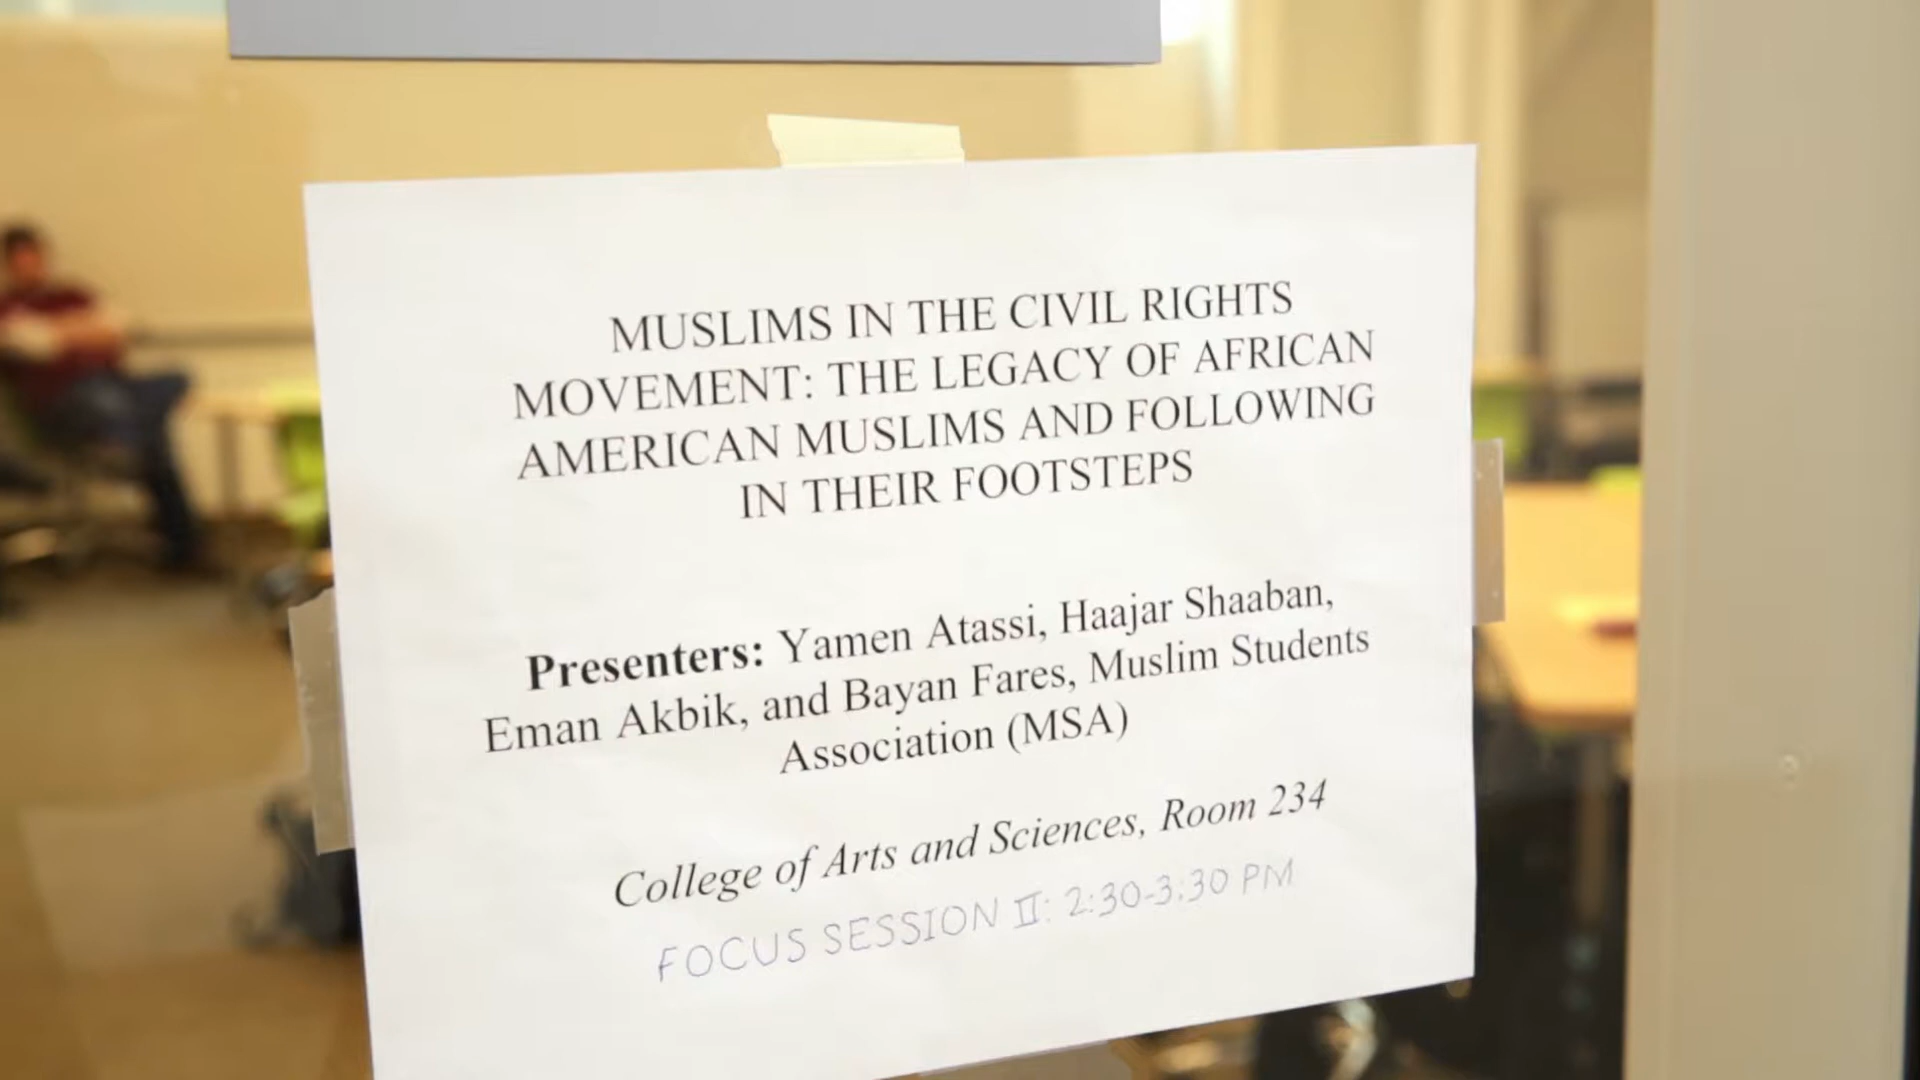 MUSLIMS IN THE CIVIL RIGHTS
MOVEMENT: THE LEGACY OF AFRICAN
AMERICAN MUSLIMS AND FOLLOWING
IN THEIR FOOTSTEPS
Presenters: Yamen Atassi, Haajar Shaaban,
Eman Akbik, and Bayan Fares, Muslim Students
Association (MSA)
College of Arts and Sciences, Room 234
FOCUS SESSION II: 2:30-3:30 PM